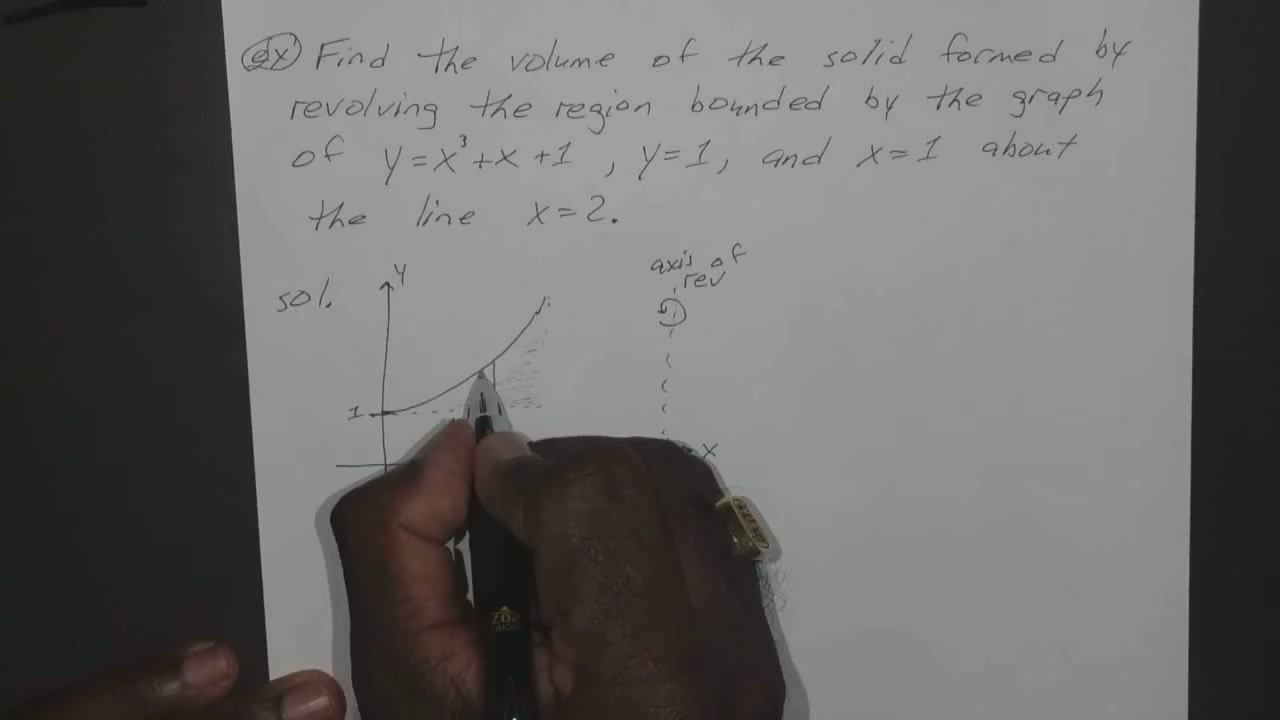 ex Find the volume of the solid formed by
revolving the region bounded by the graph
of y=x³+x+1, y=1, and x=1 about
the line x=2.
axis of
rev
sol.
y
1
x